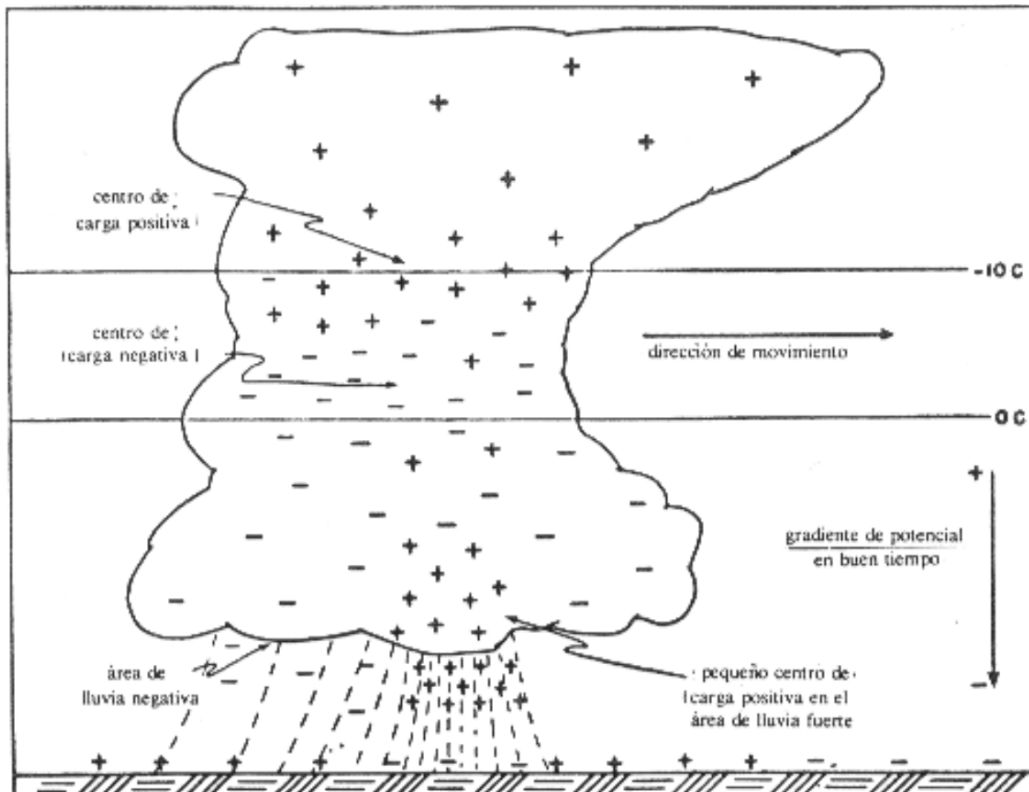 centro de
carga positiva
-10 C
centro de
carga negativa
dirección de movimiento
0 C
gradiente de potencial
en buen tiempo
área de
lluvia negativa
pequeño centro de
carga positiva en el
área de lluvia fuerte